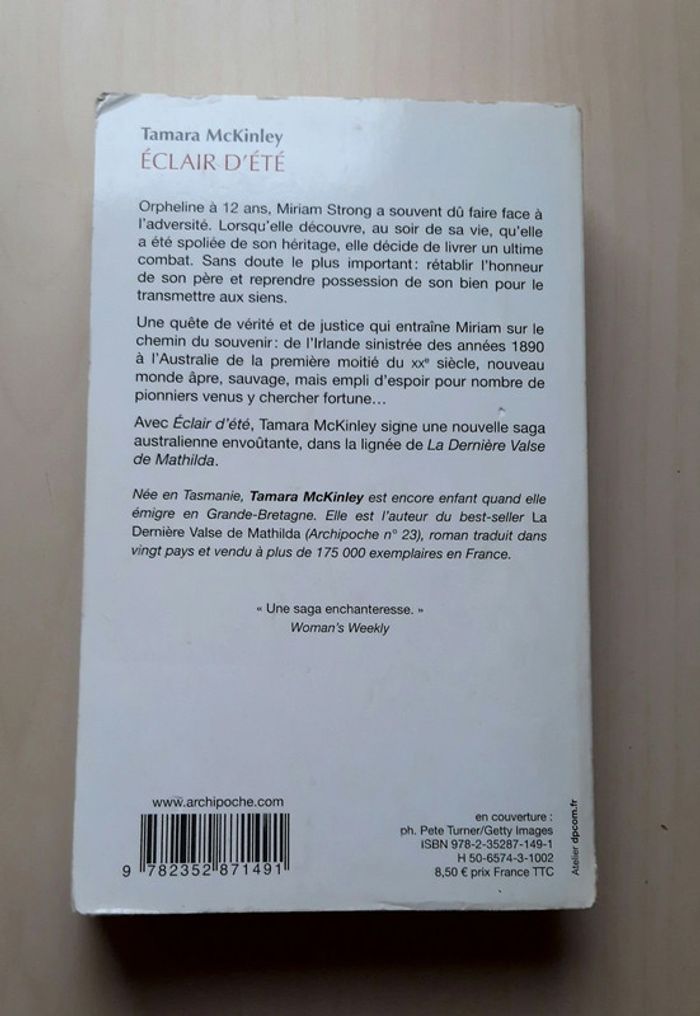 Tamara McKinley
ÉCLAIR D'ÉTÉ
Orpheline à 12 ans, Miriam Strong a souvent dû faire face à
l'adversité. Lorsqu'elle découvre, au soir de sa vie, qu'elle
a été spoliée de son héritage, elle décide de livrer un ultime
combat. Sans doute le plus important : rétablir l'honneur
de son père et reprendre possession de son bien pour le
transmettre aux siens.
Une quête de vérité et de justice qui entraîne Miriam sur le
chemin du souvenir : de l'Irlande sinistrée des années 1890
à l'Australie de la première moitié du XXe siècle, nouveau
monde âpre, sauvage, mais empli d'espoir pour nombre de
pionniers venus y chercher fortune...
Avec Éclair d'été, Tamara McKinley signe une nouvelle saga
australienne envoûtante, dans la lignée de La Dernière Valse
de Mathilda.
Née en Tasmanie, Tamara McKinley est encore enfant quand elle
émigre en Grande-Bretagne. Elle est l'auteur du best-seller La
Dernière Valse de Mathilda (Archipoche n° 23), roman traduit dans
vingt pays et vendu à plus de 175 000 exemplaires en France.
« Une saga enchanteresse. »
Woman's Weekly
www.archipoche.com
9 782352 871491
en couverture :
ph. Pete Turner/Getty Images
ISBN 978-2-35287-149-1
H 50-6574-3-1002
8,50 € prix France TTC
Atelier dpcom.fr